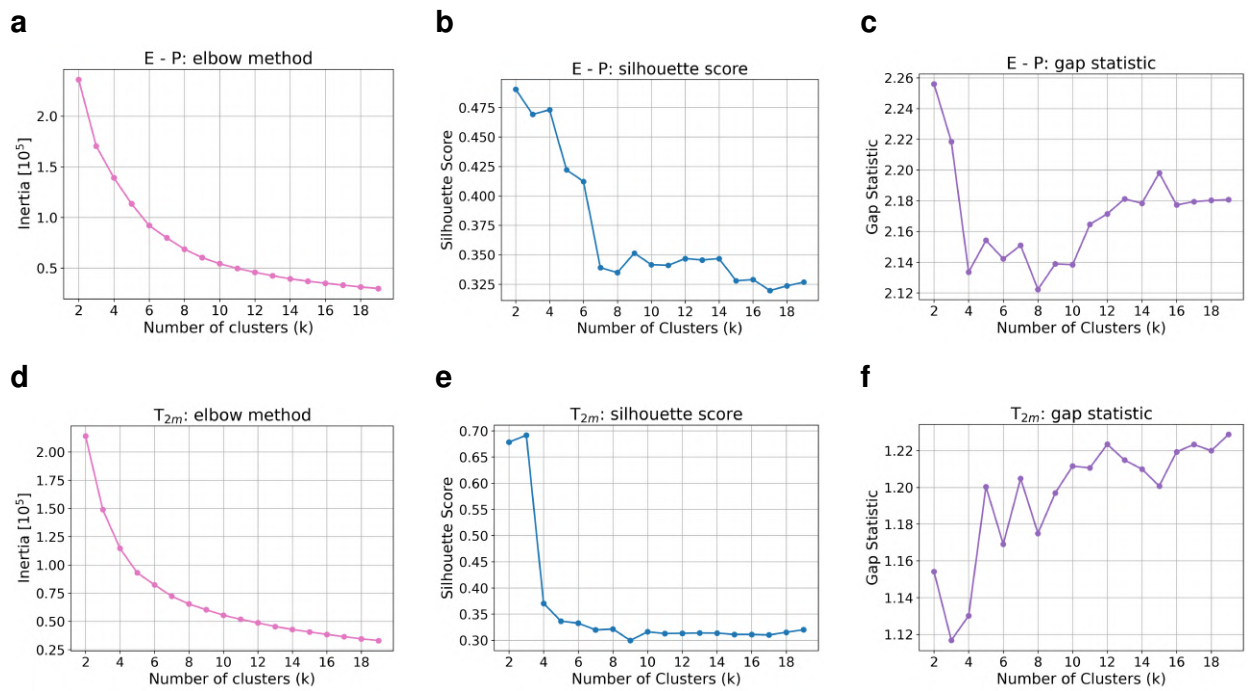 a
E - P: elbow method
Inertia [10^5]
2.0
1.5
1.0
0.5
2 4 6 8 10 12 14 16 18
Number of clusters (k)
b
E - P: silhouette score
Silhouette Score
0.475
0.450
0.425
0.400
0.375
0.350
0.325
2 4 6 8 10 12 14 16 18
Number of Clusters (k)
c
E - P: gap statistic
Gap Statistic
2.26
2.24
2.22
2.20
2.18
2.16
2.14
2.12
2 4 6 8 10 12 14 16 18
Number of Clusters (k)
d
T_2m: elbow method
Inertia [10^5]
2.00
1.75
1.50
1.25
1.00
0.75
0.50
0.25
2 4 6 8 10 12 14 16 18
Number of clusters (k)
e
T_2m: silhouette score
Silhouette Score
0.70
0.65
0.60
0.55
0.50
0.45
0.40
0.35
0.30
2 4 6 8 10 12 14 16 18
Number of Clusters (k)
f
T_2m: gap statistic
Gap Statistic
1.22
1.20
1.18
1.16
1.14
1.12
2 4 6 8 10 12 14 16 18
Number of Clusters (k)